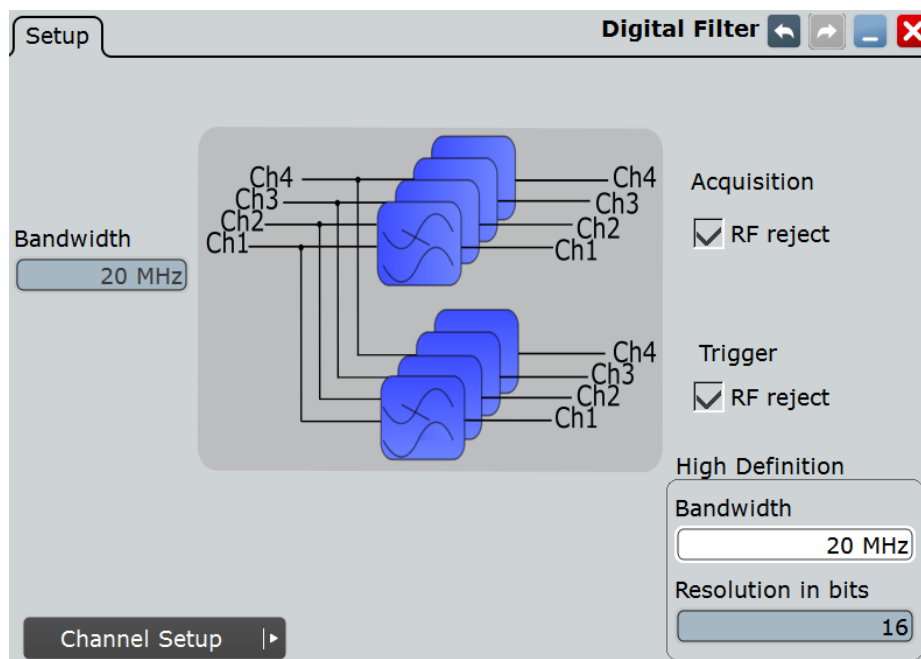 Setup
Digital Filter
Bandwidth
20 MHz
Ch4
Ch3
Ch2
Ch1
Ch4
Ch3
Ch2
Ch1
Ch4
Ch3
Ch2
Ch1
Acquisition
RF reject
Trigger
RF reject
High Definition
Bandwidth
20 MHz
Resolution in bits
16
Channel Setup